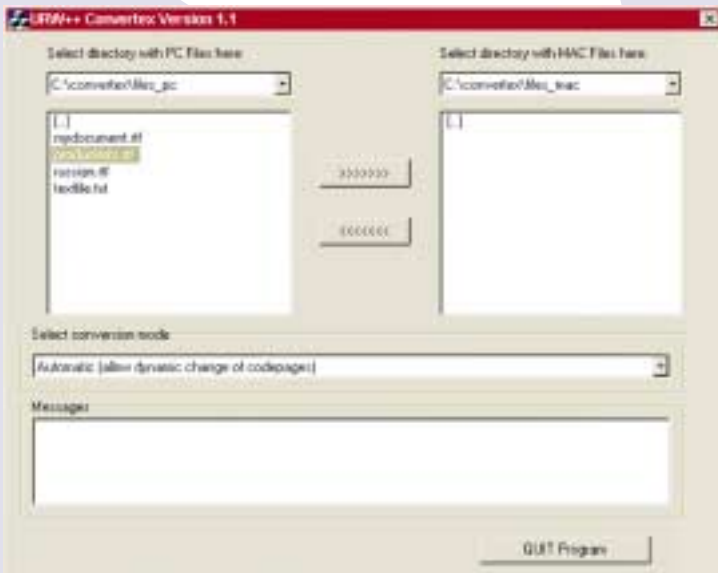 URW++ Convertex Version 1.1
Select directory with PC Files here
Select directory with MAC Files here
C:\convertex\files_pc
C:\convertex\files_mac
[..]
mydocument.rtf
russian.rtf
textfile.txt
[..]
>>>>>>>
<<<<<<<
Select conversion mode
Automatic (allow dynamic change of codepages)
Messages
QUIT Program